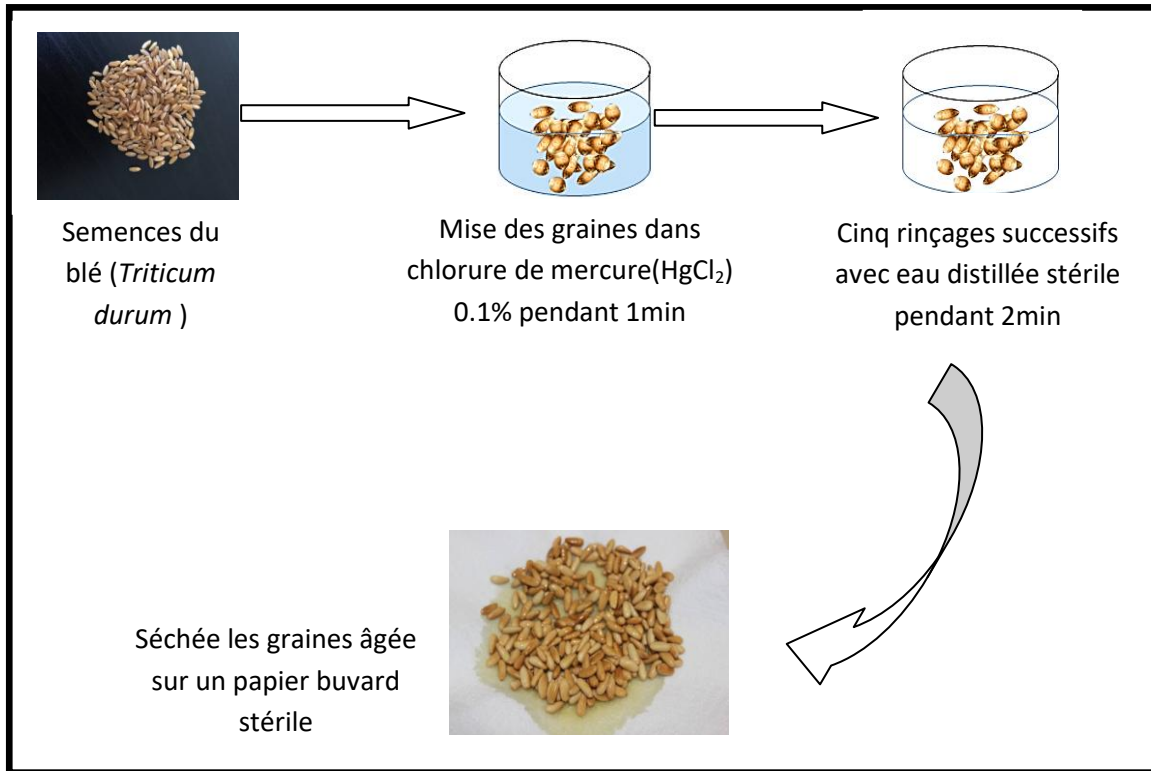 Semences du
blé (Triticum
durum )
Mise des graines dans
chlorure de mercure(HgCl₂)
0.1% pendant 1min
Cinq rinçages successifs
avec eau distillée stérile
pendant 2min
Séchée les graines âgée
sur un papier buvard
stérile